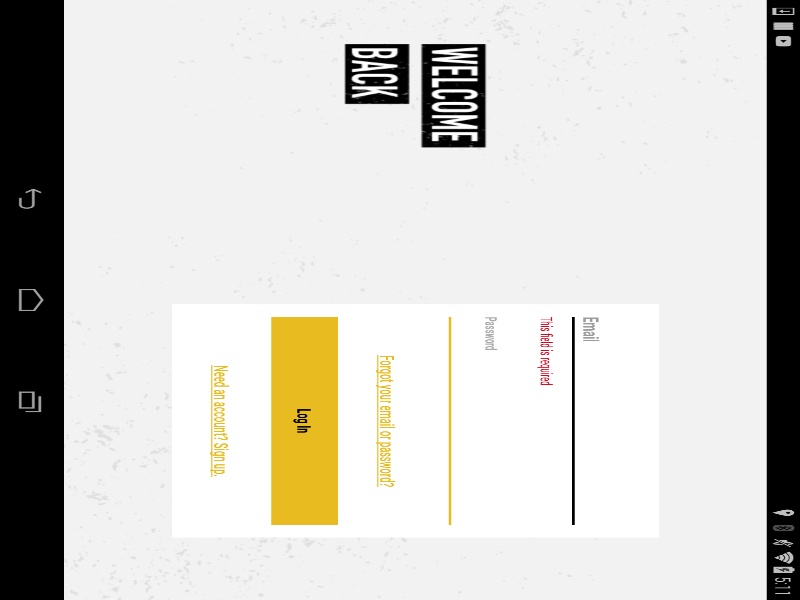 5:11
WELCOME
BACK
Email
This field is required
Password
Forgot your email or password?
Log In
Need an account? Sign up.